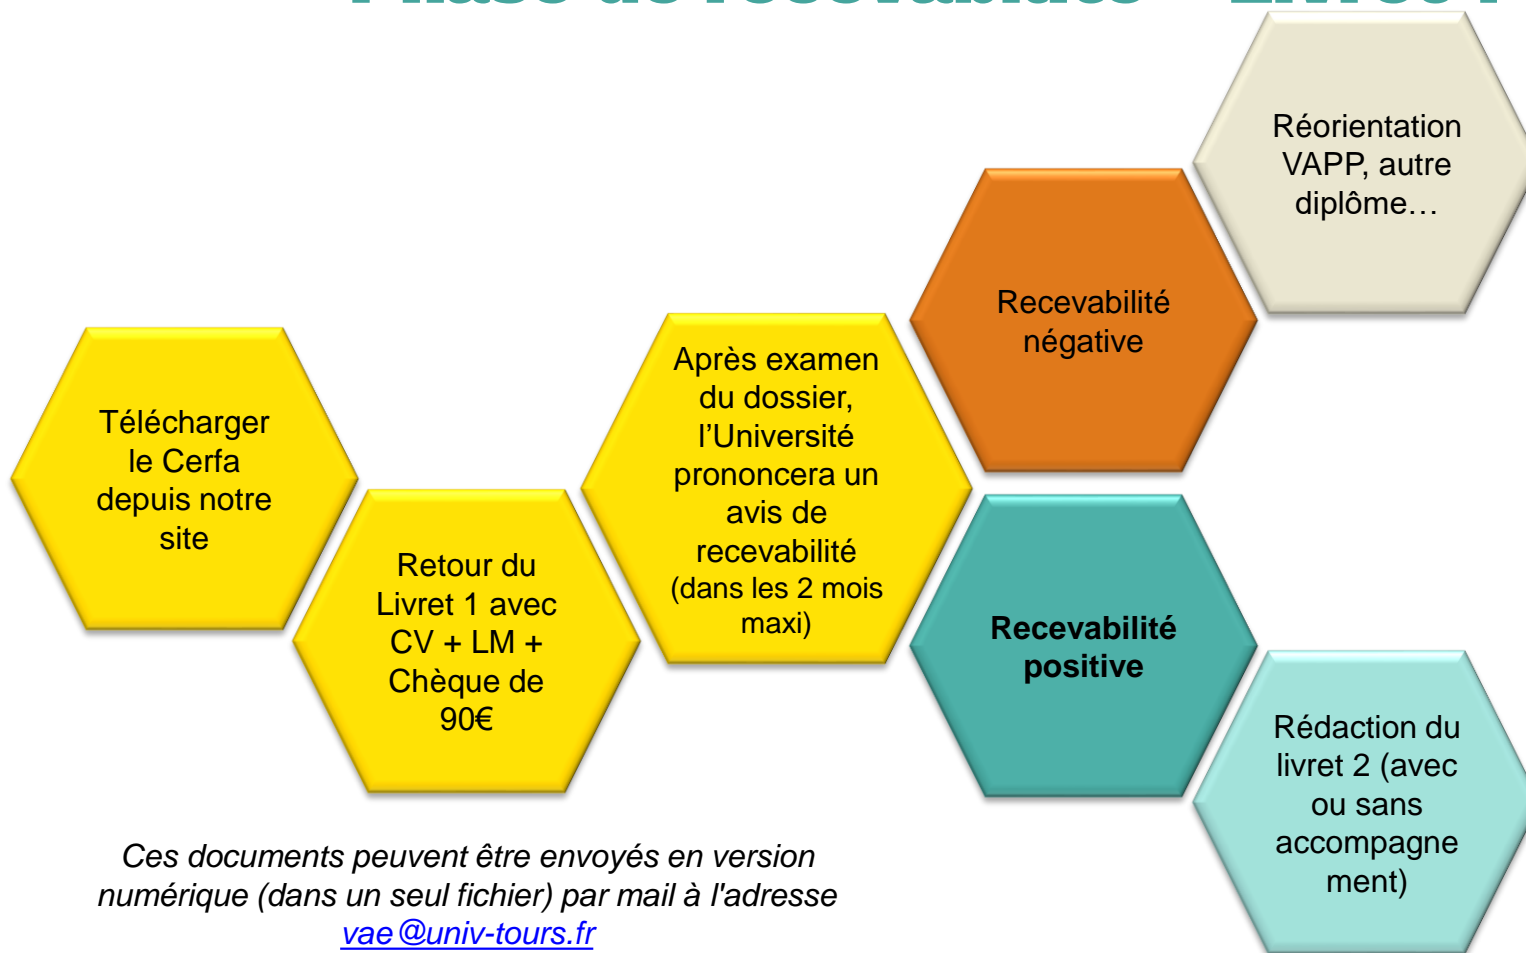 Télécharger
le Cerfa
depuis notre
site
Retour du
Livret 1 avec
CV + LM +
Chèque de
90€
Après examen
du dossier,
l’Université
prononcera un
avis de
recevabilité
(dans les 2 mois
maxi)
Recevabilité
négative
Réorientation
VAPP, autre
diplôme…
Recevabilité
positive
Rédaction du
livret 2 (avec
ou sans
accompagne
ment)
Ces documents peuvent être envoyés en version
numérique (dans un seul fichier) par mail à l'adresse
vae@univ-tours.fr